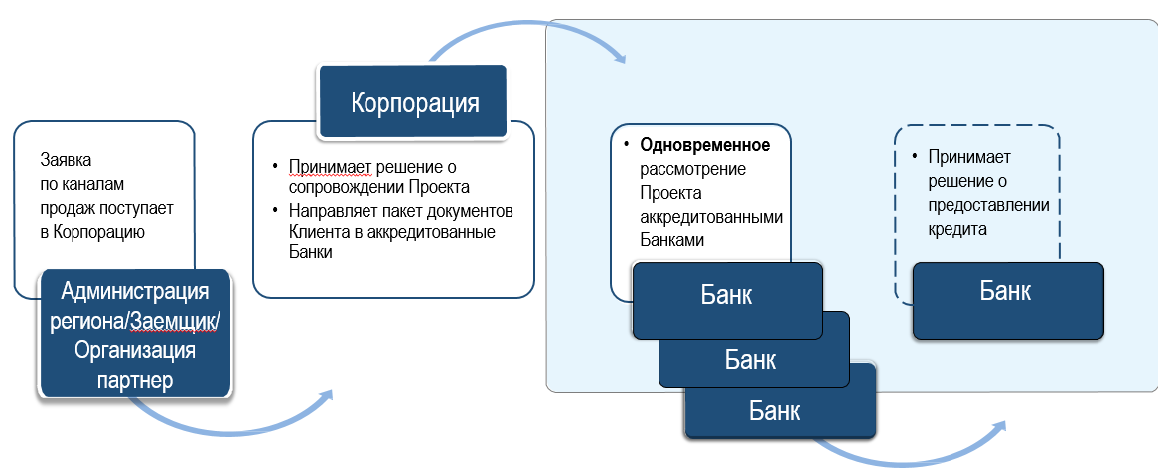 Заявка
по каналам
продаж поступает
в Корпорацию
Администрация
региона/Заемщик/
Организация
партнер
Корпорация
• Принимает решение о
сопровождении Проекта
• Направляет пакет документов
Клиента в аккредитованные
Банки
• Одновременное
рассмотрение
Проекта
аккредитованными
Банками
Банк
Банк
Банк
• Принимает
решение о
предоставлении
кредита
Банк